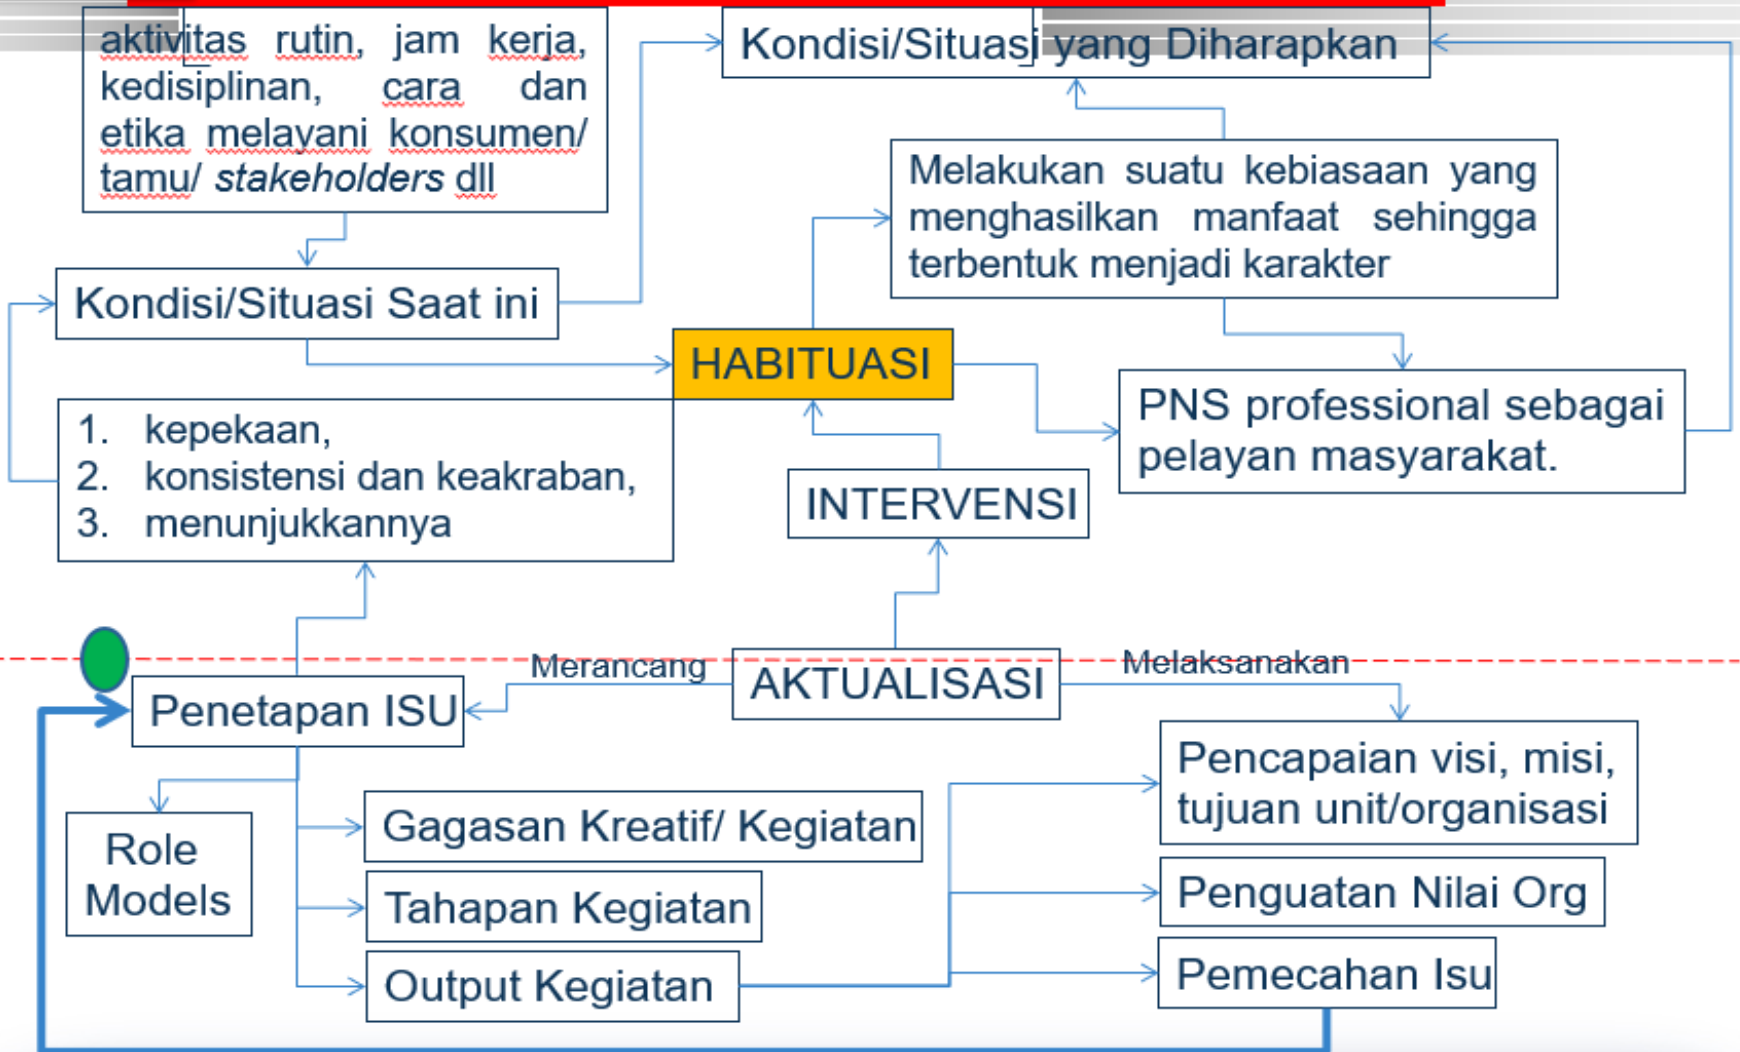 aktivitas rutin, jam kerja,
kedisiplinan, cara dan
etika melayani konsumen/
tamu/ stakeholders dll
Kondisi/Situasi yang Diharapkan
Melakukan suatu kebiasaan yang
menghasilkan manfaat sehingga
terbentuk menjadi karakter
Kondisi/Situasi Saat ini
HABITUASI
PNS professional sebagai
pelayan masyarakat.
1. kepekaan,
2. konsistensi dan keakraban,
3. menunjukkannya
INTERVENSI
Merancang
AKTUALISASI
Melaksanakan
Penetapan ISU
Role
Models
Gagasan Kreatif/ Kegiatan
Tahapan Kegiatan
Output Kegiatan
Pencapaian visi, misi,
tujuan unit/organisasi
Penguatan Nilai Org
Pemecahan Isu